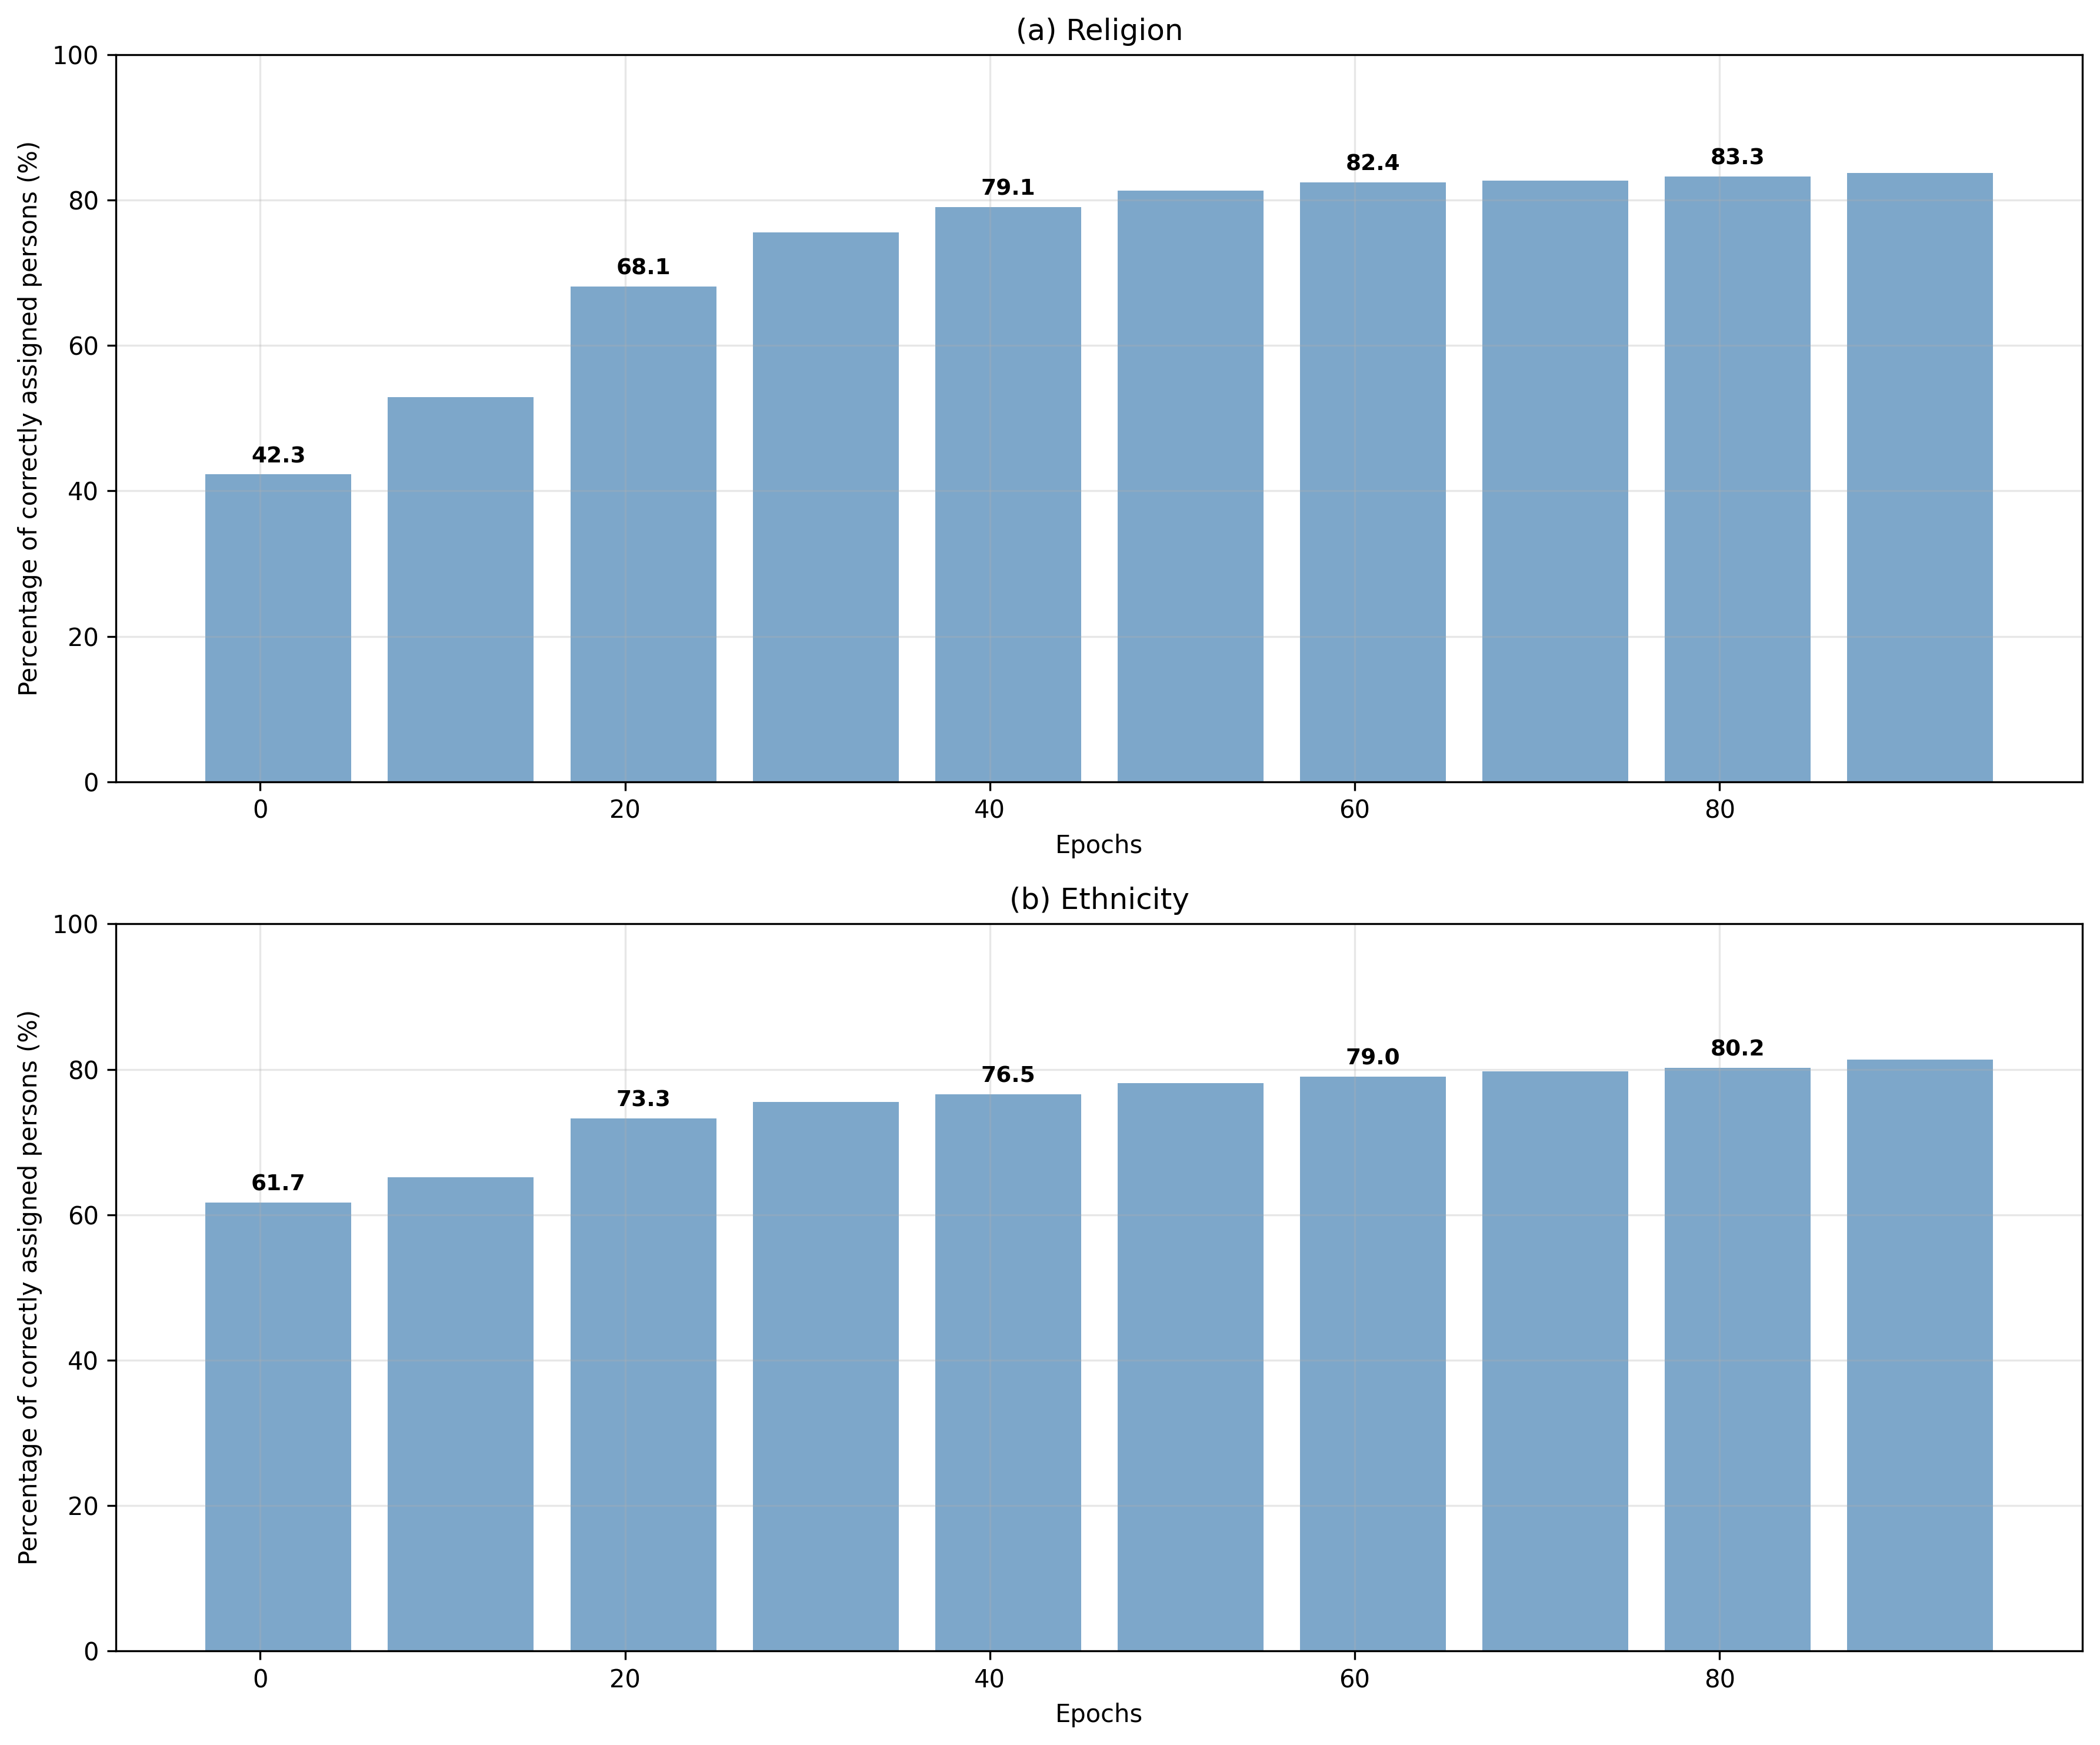 (a) Religion
Percentage of correctly assigned persons (%)
100
80
60
40
20
0
42.3
68.1
79.1
82.4
83.3
0 20 40 60 80
Epochs
(b) Ethnicity
Percentage of correctly assigned persons (%)
100
80
60
40
20
0
61.7
73.3
76.5
79.0
80.2
0 20 40 60 80
Epochs